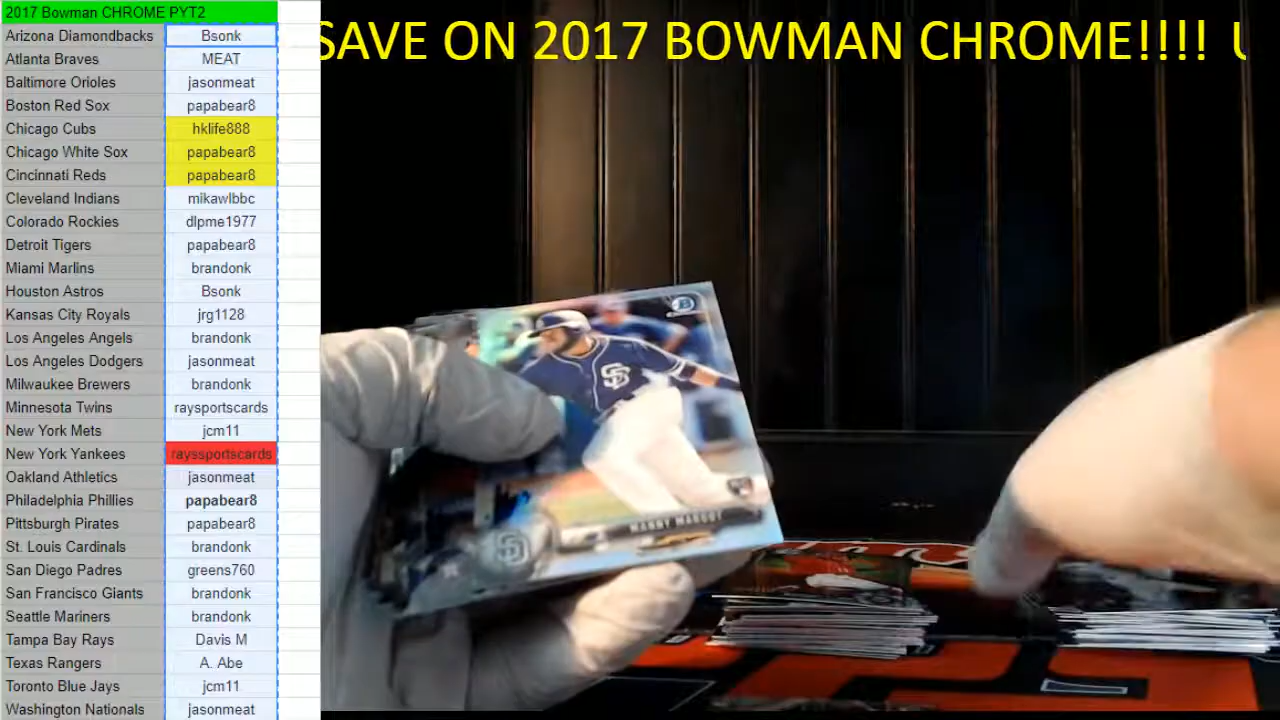 2017 Bowman CHROME PYT2
SAVE ON 2017 BOWMAN CHROME!!!! U
Arizona Diamondbacks Bsonk
Atlanta Braves MEAT
Baltimore Orioles jasonmeat
Boston Red Sox papabear8
Chicago Cubs hklife888
Chicago White Sox papabear8
Cincinnati Reds papabear8
Cleveland Indians mikawlbbc
Colorado Rockies dlpme1977
Detroit Tigers papabear8
Miami Marlins brandonk
Houston Astros Bsonk
Kansas City Royals jrg1128
Los Angeles Angels brandonk
Los Angeles Dodgers jasonmeat
Milwaukee Brewers brandonk
Minnesota Twins raysportscards
New York Mets jcm11
New York Yankees rayssportscards
Oakland Athletics jasonmeat
Philadelphia Phillies papabear8
Pittsburgh Pirates papabear8
St. Louis Cardinals brandonk
San Diego Padres greens760
San Francisco Giants brandonk
Seattle Mariners brandonk
Tampa Bay Rays Davis M
Texas Rangers A. Abe
Toronto Blue Jays jcm11
Washington Nationals jasonmeat
SD
MANNY MARGOT
SD